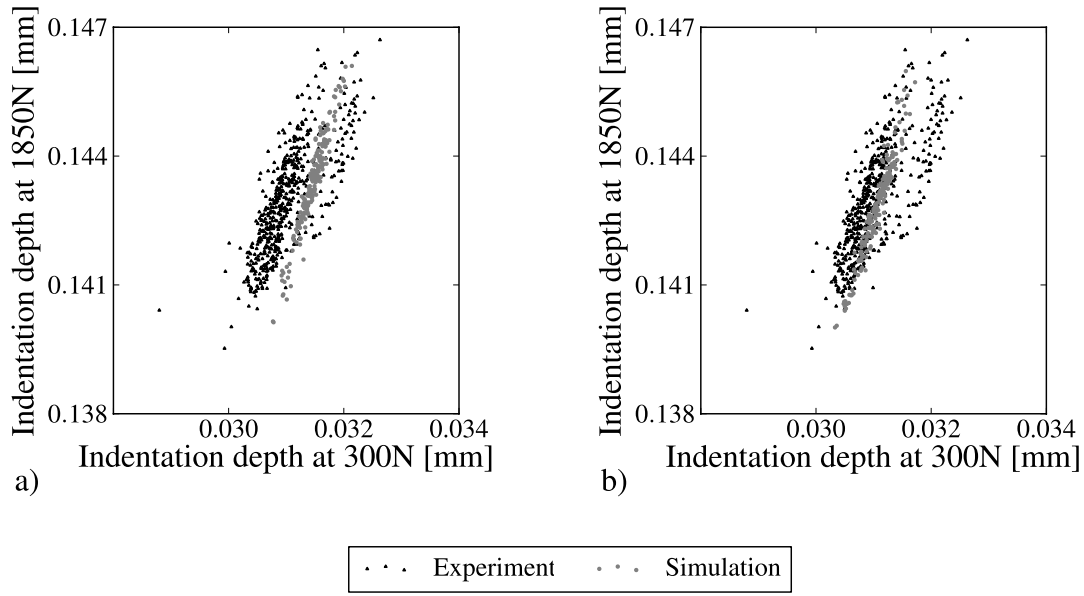 0.147
0.144
0.141
0.138
Indentation depth at 1850N [mm]
0.030 0.032 0.034
Indentation depth at 300N [mm]
a)
0.147
0.144
0.141
0.138
Indentation depth at 1850N [mm]
0.030 0.032 0.034
Indentation depth at 300N [mm]
b)
Experiment Simulation